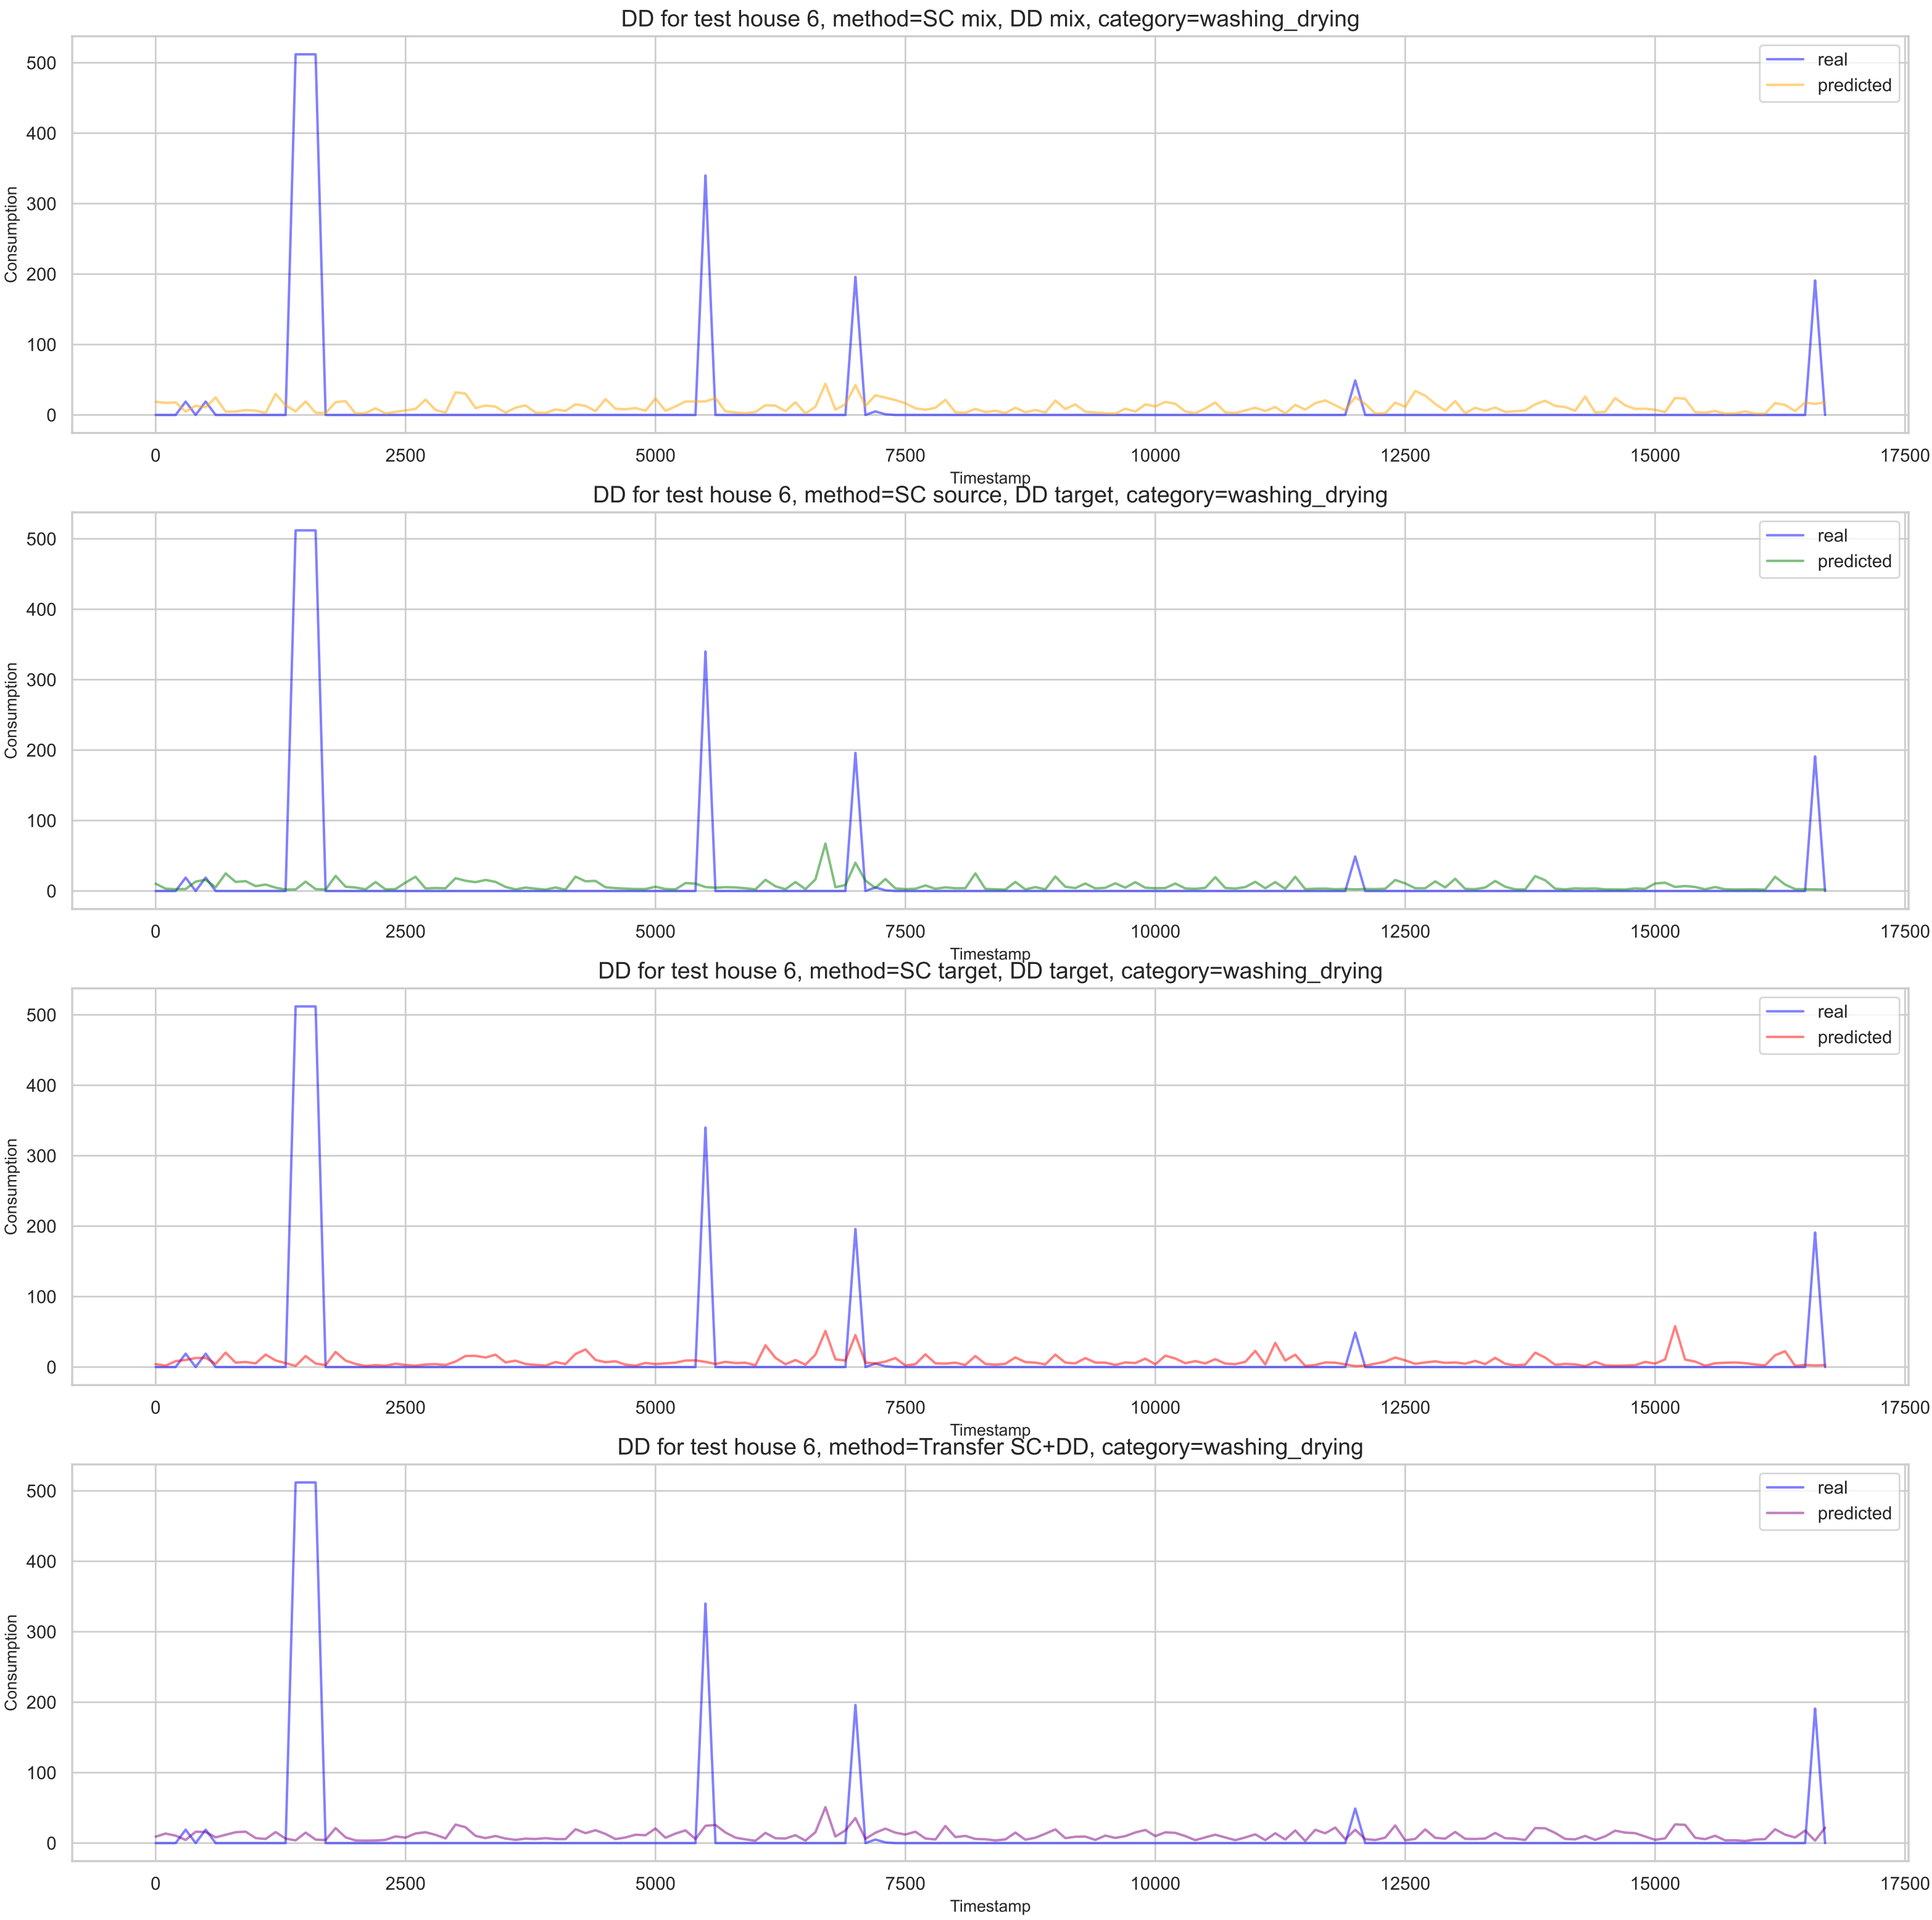 DD for test house 6, method=SC mix, DD mix, category=washing_drying
500
400
300
200
100
0
Consumption
real
predicted
0 2500 5000 7500 10000 12500 15000 17500
Timestamp
DD for test house 6, method=SC source, DD target, category=washing_drying
500
400
300
200
100
0
Consumption
real
predicted
0 2500 5000 7500 10000 12500 15000 17500
Timestamp
DD for test house 6, method=SC target, DD target, category=washing_drying
500
400
300
200
100
0
Consumption
real
predicted
0 2500 5000 7500 10000 12500 15000 17500
Timestamp
DD for test house 6, method=Transfer SC+DD, category=washing_drying
500
400
300
200
100
0
Consumption
real
predicted
0 2500 5000 7500 10000 12500 15000 17500
Timestamp